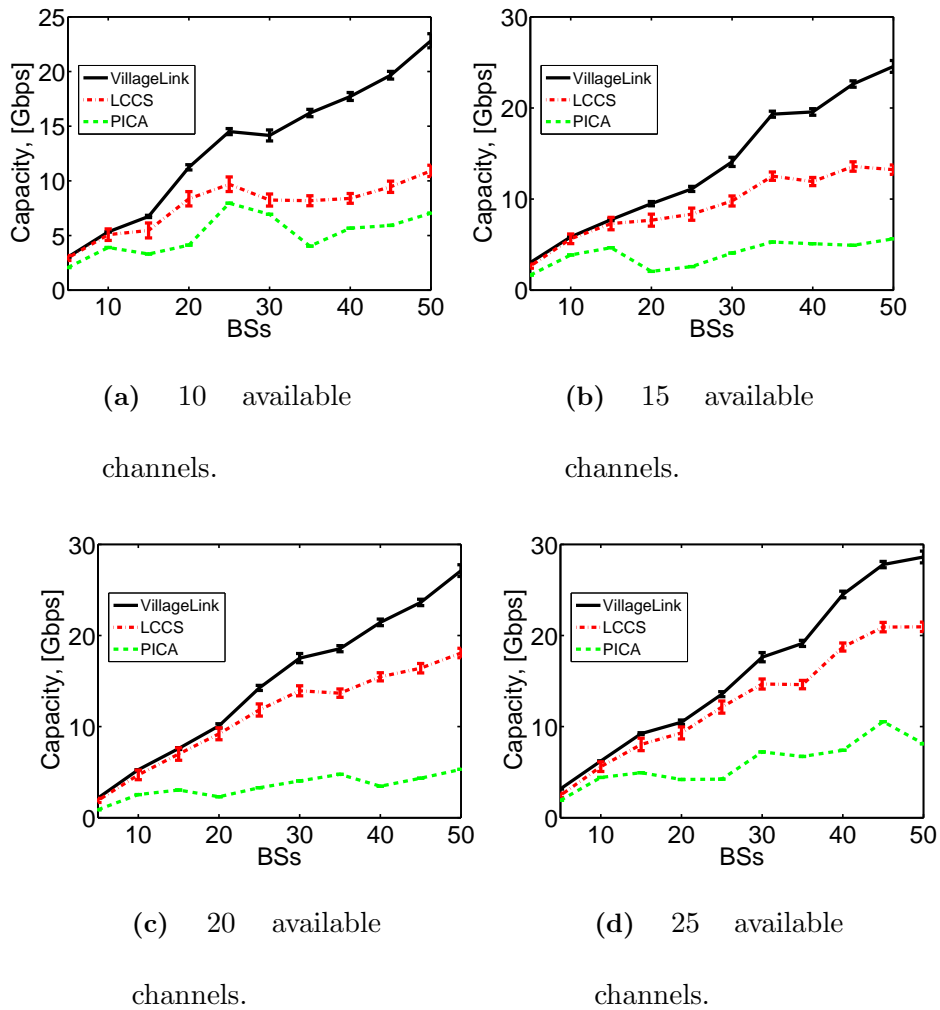 25
20
15
10
5
0
10 20 30 40 50
Capacity, [Gbps]
BSs
VillageLink
LCCS
PICA
(a) 10 available
channels.
30
20
10
0
10 20 30 40 50
Capacity, [Gbps]
BSs
VillageLink
LCCS
PICA
(b) 15 available
channels.
30
20
10
0
10 20 30 40 50
Capacity, [Gbps]
BSs
VillageLink
LCCS
PICA
(c) 20 available
channels.
30
20
10
0
10 20 30 40 50
Capacity, [Gbps]
BSs
VillageLink
LCCS
PICA
(d) 25 available
channels.